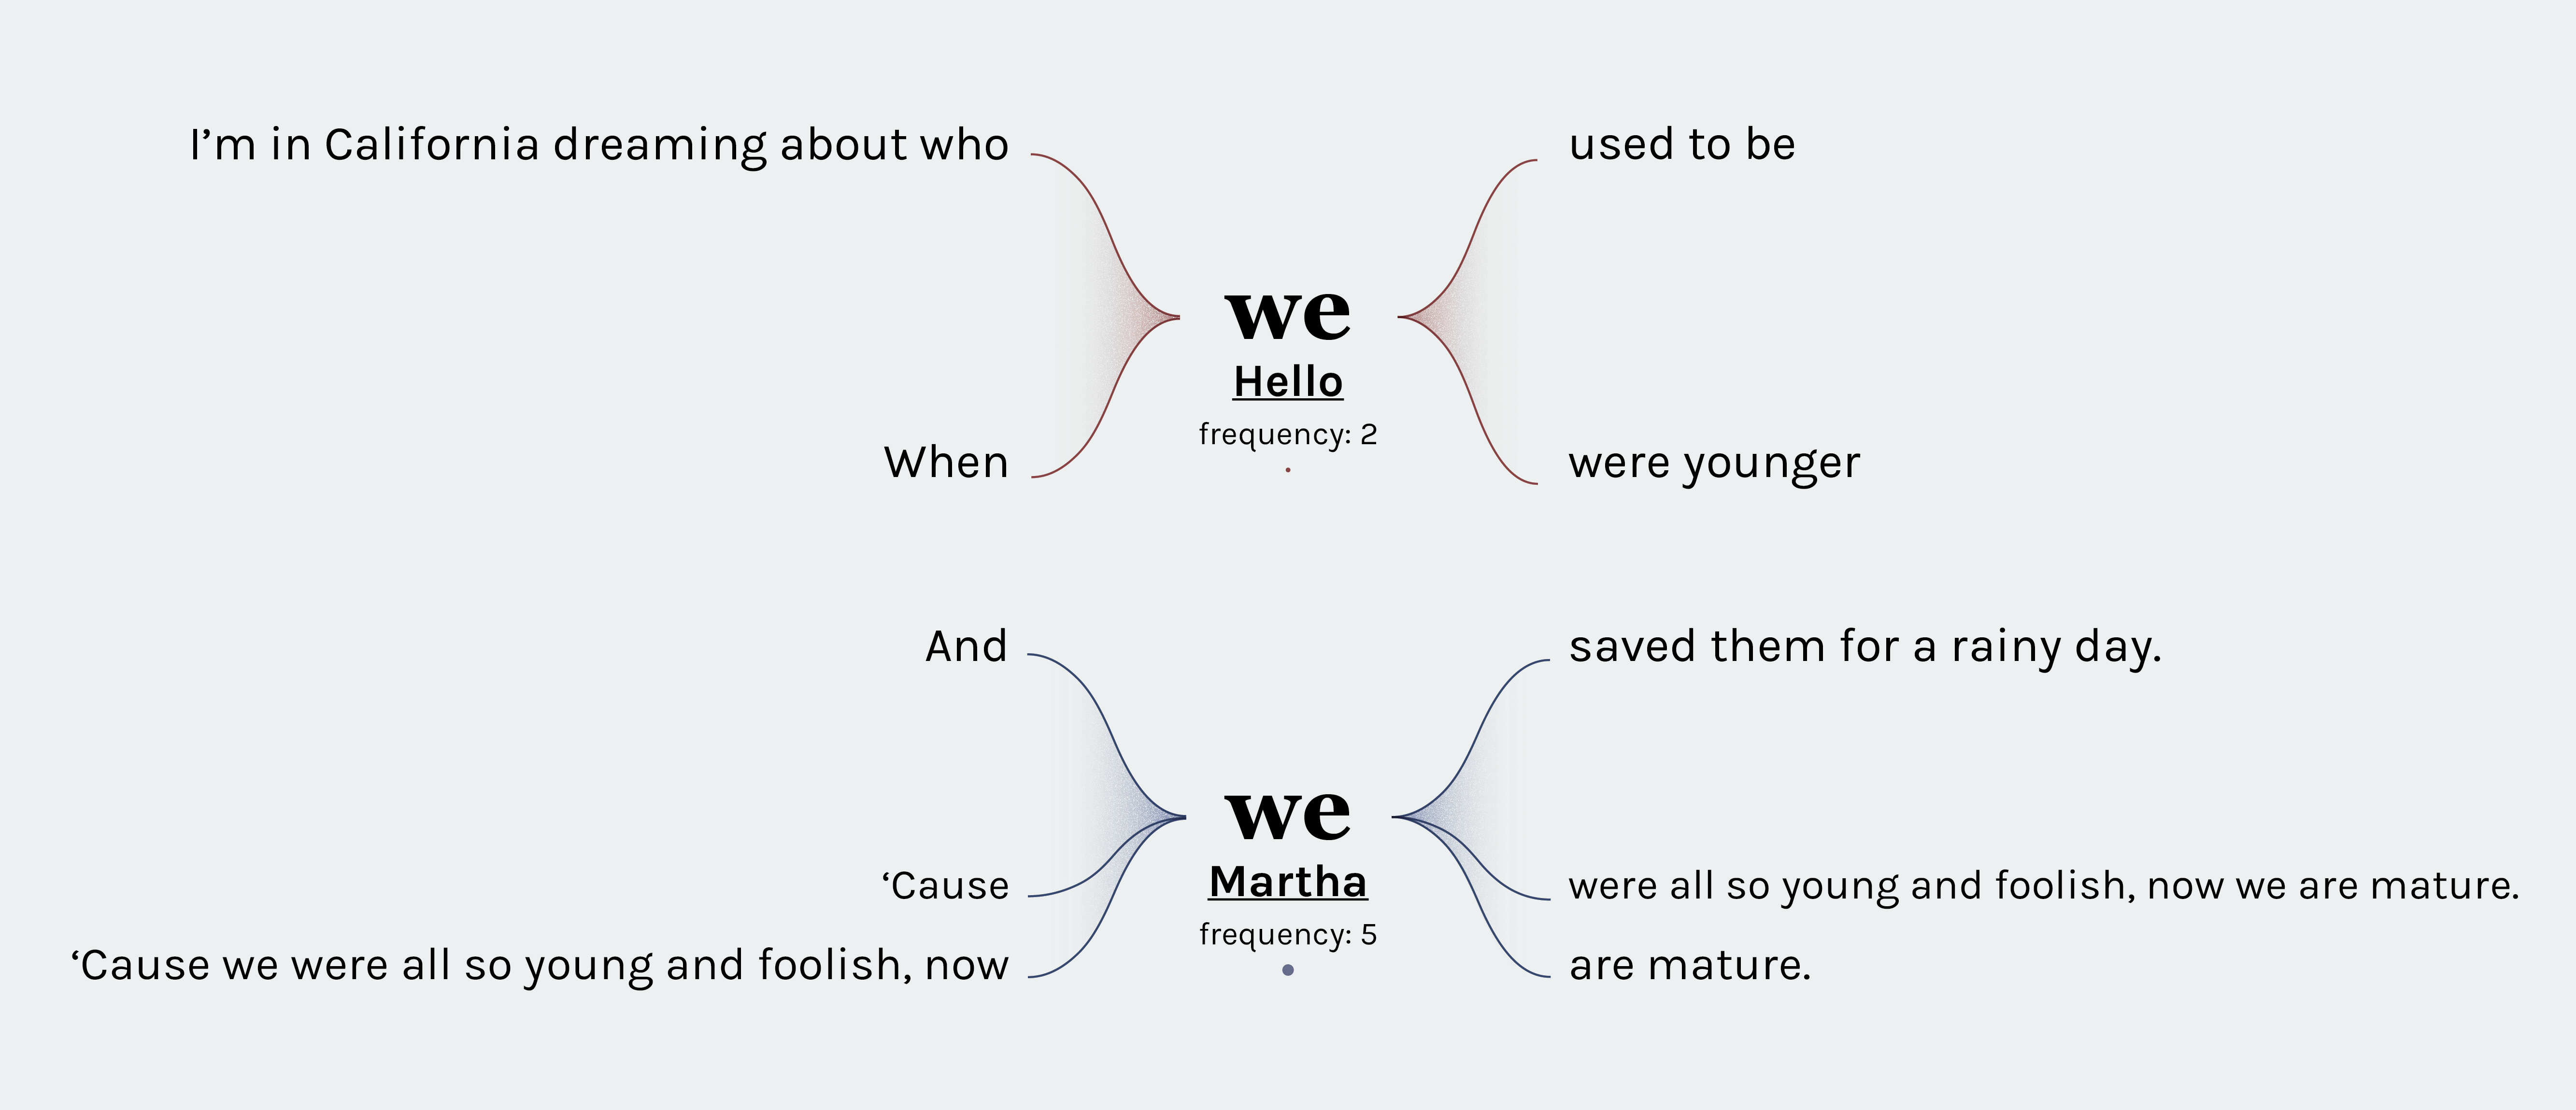 I’m in California dreaming about who
used to be
we
Hello
frequency: 2
When
were younger
And
saved them for a rainy day.
we
Martha
frequency: 5
‘Cause
were all so young and foolish, now we are mature.
‘Cause we were all so young and foolish, now
are mature.